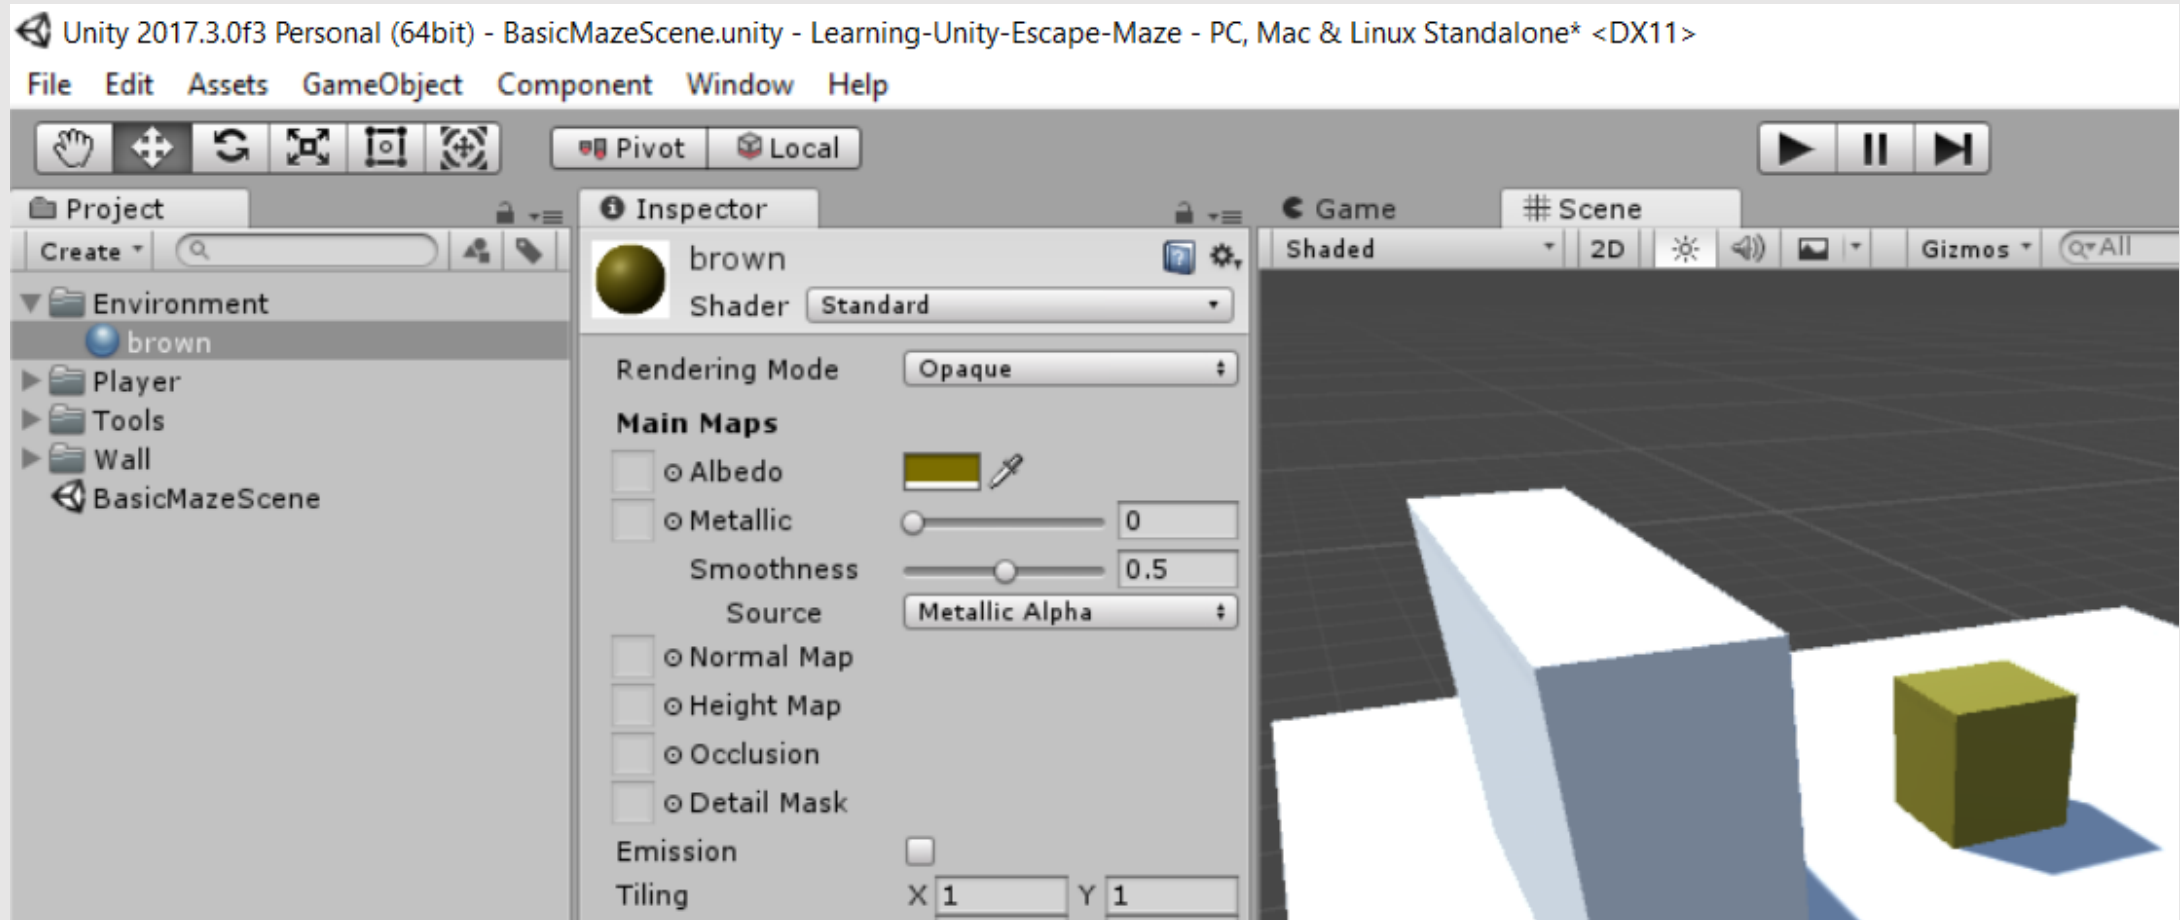 Unity 2017.3.0f3 Personal (64bit) - BasicMazeScene.unity - Learning-Unity-Escape-Maze - PC, Mac & Linux Standalone* <DX11>
File Edit Assets GameObject Component Window Help
Pivot Local
Project
Create
Environment
brown
Player
Tools
Wall
BasicMazeScene
Inspector
brown
Shader Standard
Rendering Mode Opaque
Main Maps
Albedo
Metallic 0
Smoothness 0.5
Source Metallic Alpha
Normal Map
Height Map
Occlusion
Detail Mask
Emission
Tiling X 1 Y 1
Game Scene
Shaded 2D Gizmos All